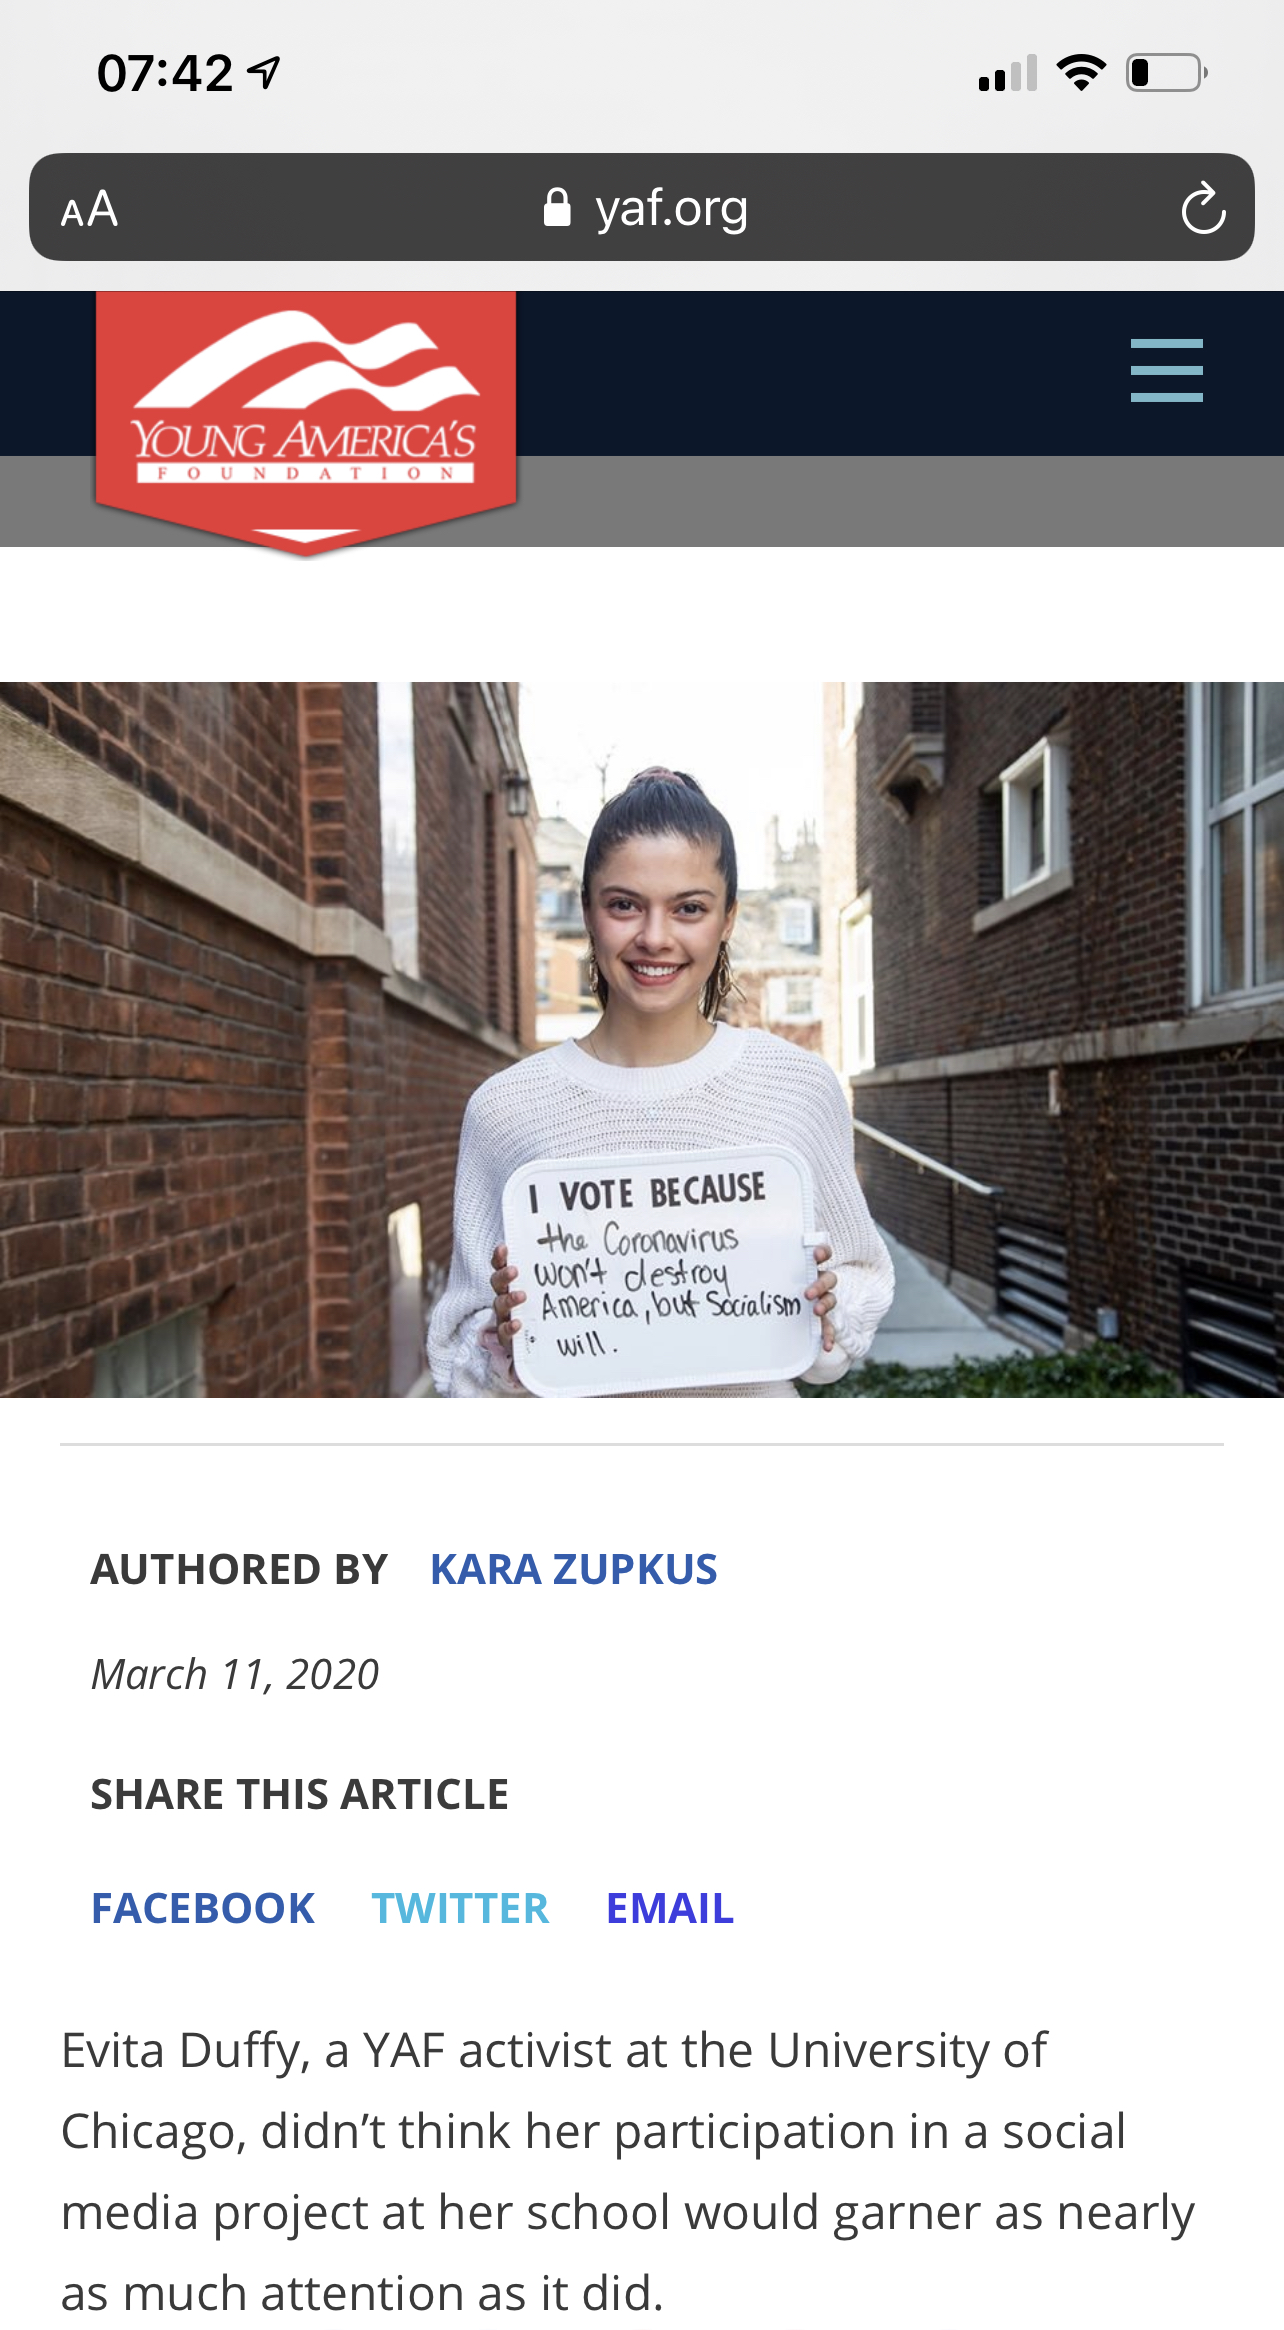 07:42
AA yaf.org
YOUNG AMERICA'S
FOUNDATION
I VOTE BECAUSE
the Coronavirus
won't destroy
America, but Socialism
will.
AUTHORED BY KARA ZUPKUS
March 11, 2020
SHARE THIS ARTICLE
FACEBOOK TWITTER EMAIL
Evita Duffy, a YAF activist at the University of
Chicago, didn’t think her participation in a social
media project at her school would garner as nearly
as much attention as it did.